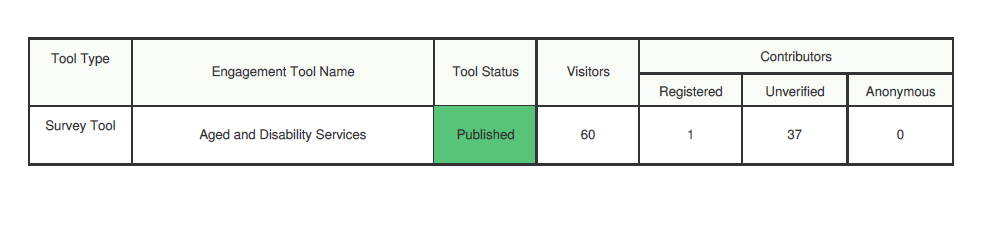 Tool Type
Engagement Tool Name
Tool Status
Visitors
Contributors
Registered
Unverified
Anonymous
Survey Tool
Aged and Disability Services
Published
60
1
37
0